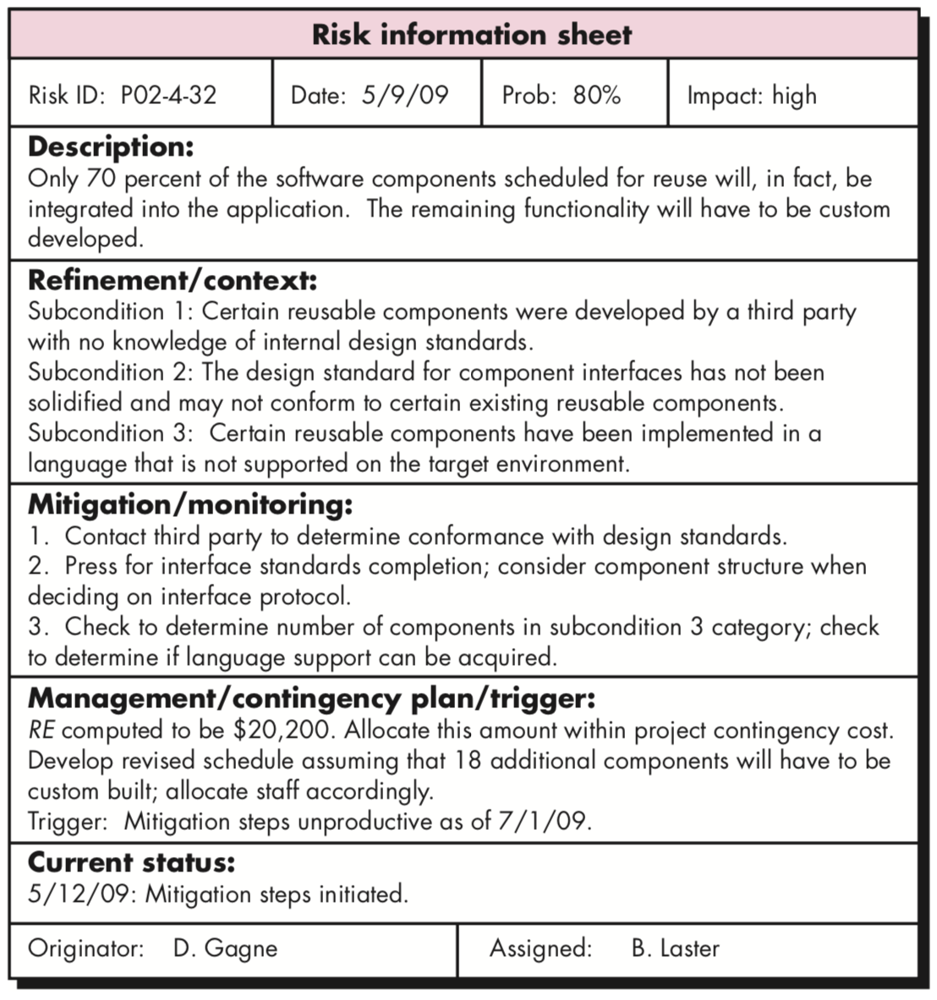 Risk information sheet
Risk ID: P02-4-32
Date: 5/9/09
Prob: 80%
Impact: high
Description:
Only 70 percent of the software components scheduled for reuse will, in fact, be
integrated into the application. The remaining functionality will have to be custom
developed.
Refinement/context:
Subcondition 1: Certain reusable components were developed by a third party
with no knowledge of internal design standards.
Subcondition 2: The design standard for component interfaces has not been
solidified and may not conform to certain existing reusable components.
Subcondition 3: Certain reusable components have been implemented in a
language that is not supported on the target environment.
Mitigation/monitoring:
1. Contact third party to determine conformance with design standards.
2. Press for interface standards completion; consider component structure when
deciding on interface protocol.
3. Check to determine number of components in subcondition 3 category; check
to determine if language support can be acquired.
Management/contingency plan/trigger:
RE computed to be $20,200. Allocate this amount within project contingency cost.
Develop revised schedule assuming that 18 additional components will have to be
custom built; allocate staff accordingly.
Trigger: Mitigation steps unproductive as of 7/1/09.
Current status:
5/12/09: Mitigation steps initiated.
Originator: D. Gagne
Assigned: B. Laster